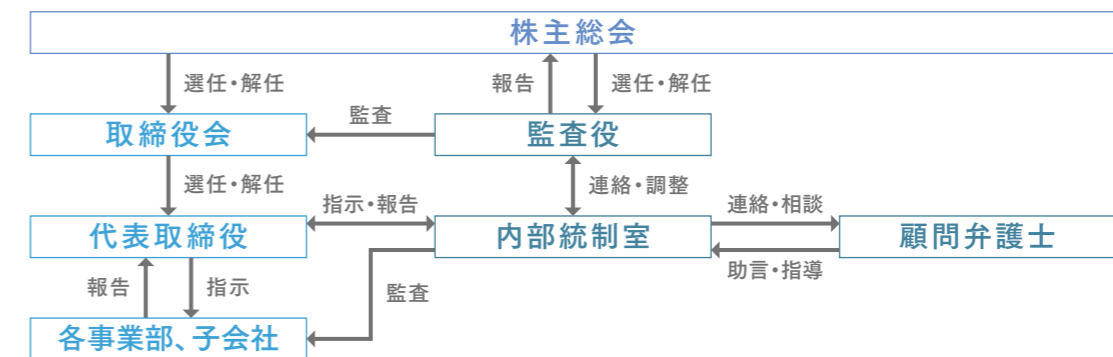 株主総会
選任・解任
報告
選任・解任
取締役会
監査
監査役
選任・解任
連絡・調整
代表取締役
指示・報告
内部統制室
連絡・相談
助言・指導
顧問弁護士
報告
指示
監査
各事業部、子会社